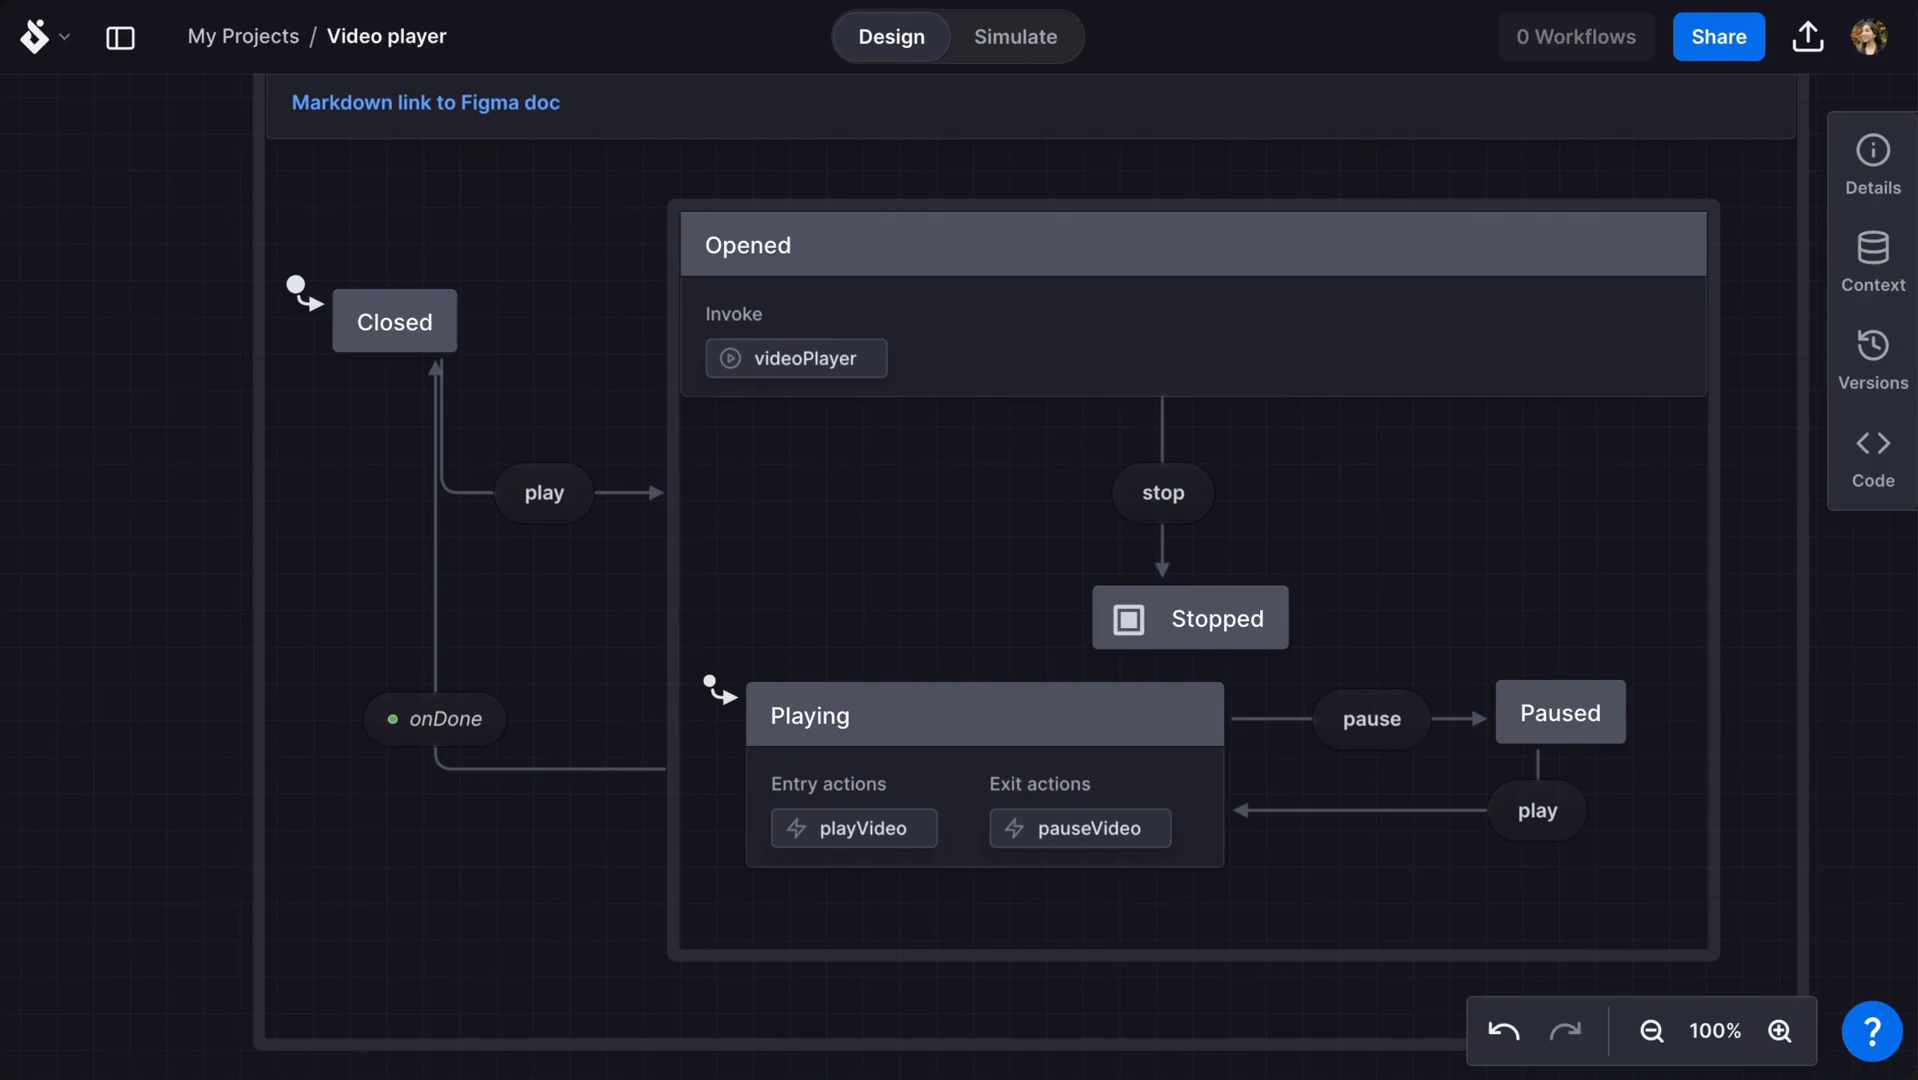 My Projects / Video player
Design
Simulate
0 Workflows
Share
Markdown link to Figma doc
Details
Context
Versions
Code
Opened
Invoke
videoPlayer
Closed
play
stop
Stopped
onDone
Playing
Entry actions
playVideo
Exit actions
pauseVideo
pause
Paused
play
100%
?